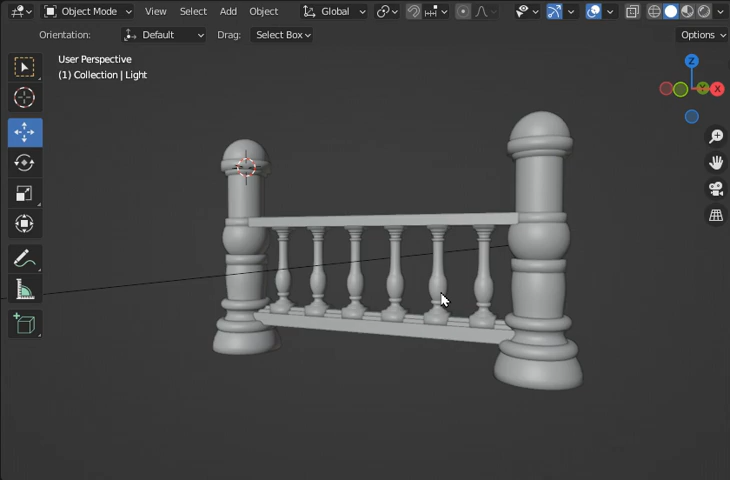 Object Mode View Select Add Object Global
Orientation: Default Drag: Select Box Options
User Perspective
(1) Collection | Light
Z
Y X